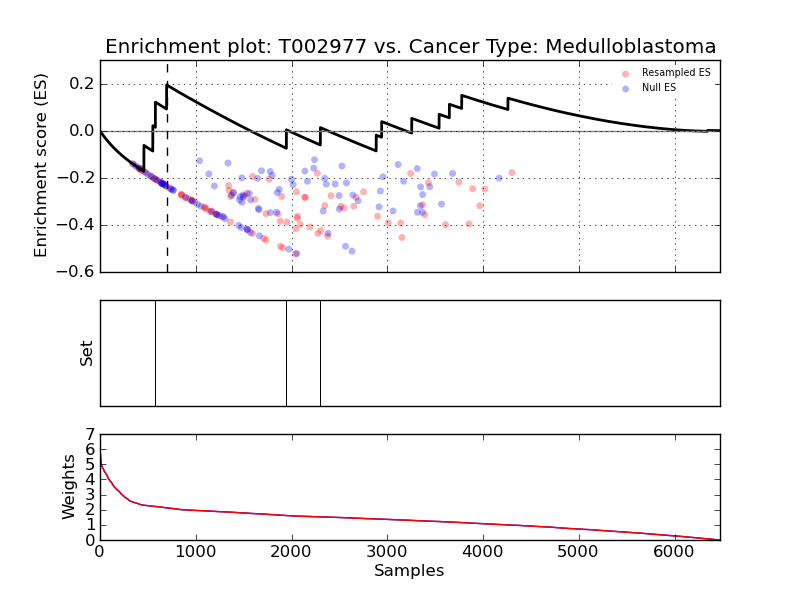 Enrichment plot: T002977 vs. Cancer Type: Medulloblastoma
Enrichment score (ES)
0.2
0.0
−0.2
−0.4
−0.6
Resampled ES
Null ES
Set
Weights
7
6
5
4
3
2
1
0
0 1000 2000 3000 4000 5000 6000
Samples